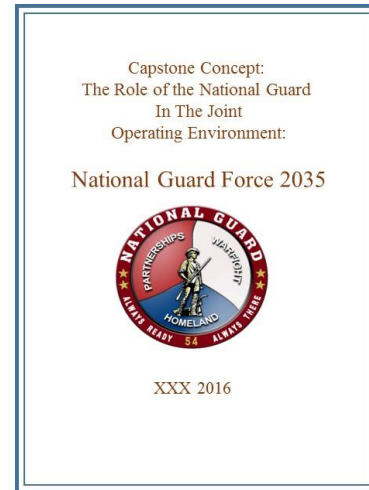 Capstone Concept:
The Role of the National Guard
In The Joint
Operating Environment:
National Guard Force 2035
NATIONAL GUARD
PARTNERSHIPS
WARFIGHT
HOMELAND
ALWAYS READY 54 ALWAYS THERE
XXX 2016